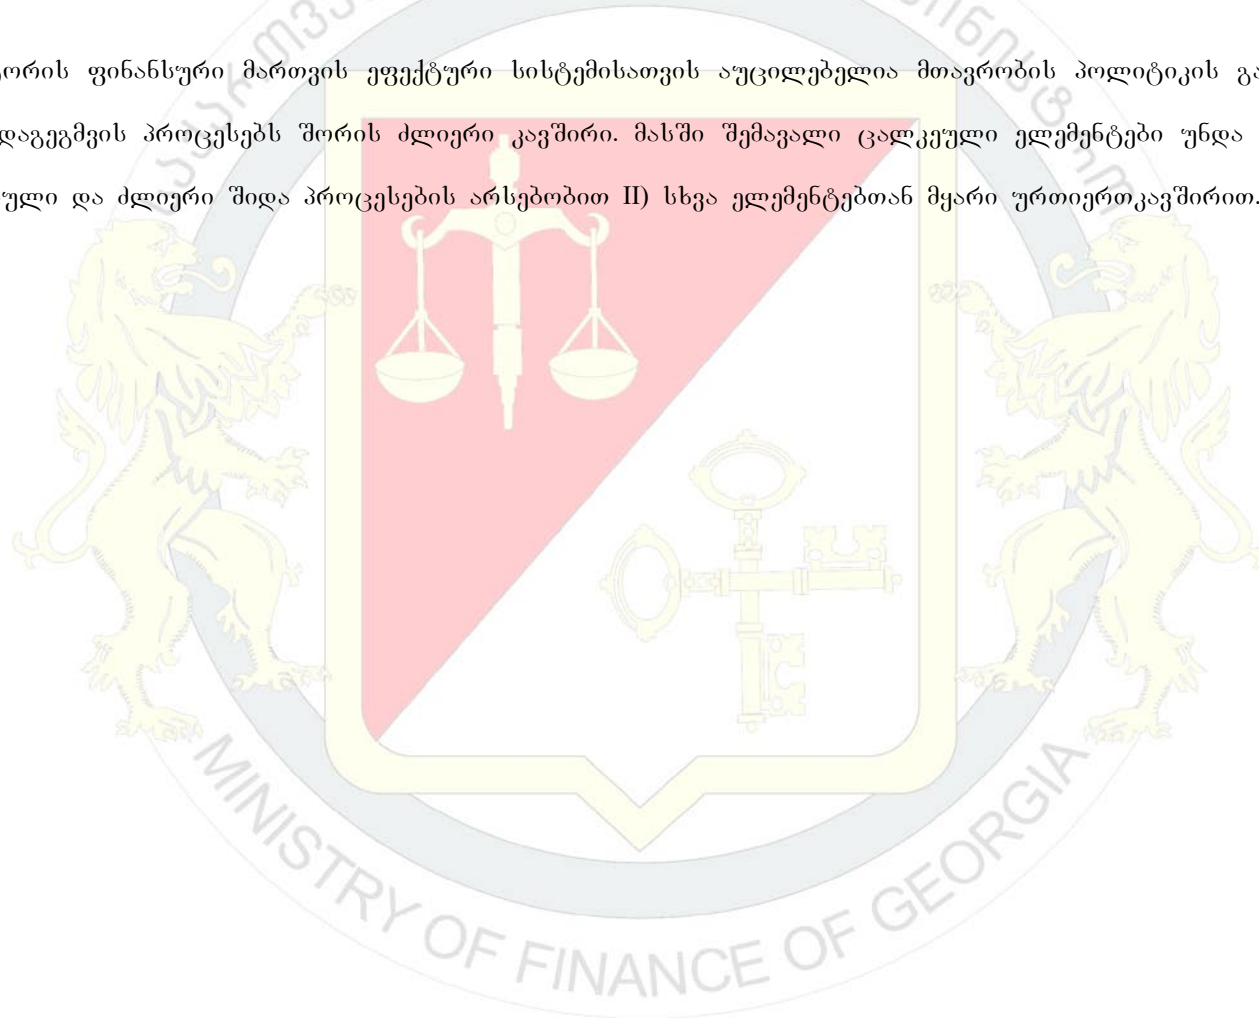 ორის ფინანსური მართვის ეფექტური სისტემისათვის აუცილებელია მთავრობის პოლიტიკის
დაგეგმვის პროცესებს შორის ძლიერი კავშირი. მასში შემავალი ცალკეული ელემენტები უნდა
ული და ძლიერი შიდა პროცესების არსებობით II) სხვა ელემენტებთან მყარი ურთიერთკავშირით.
MINISTRY OF FINANCE OF GEORGIA